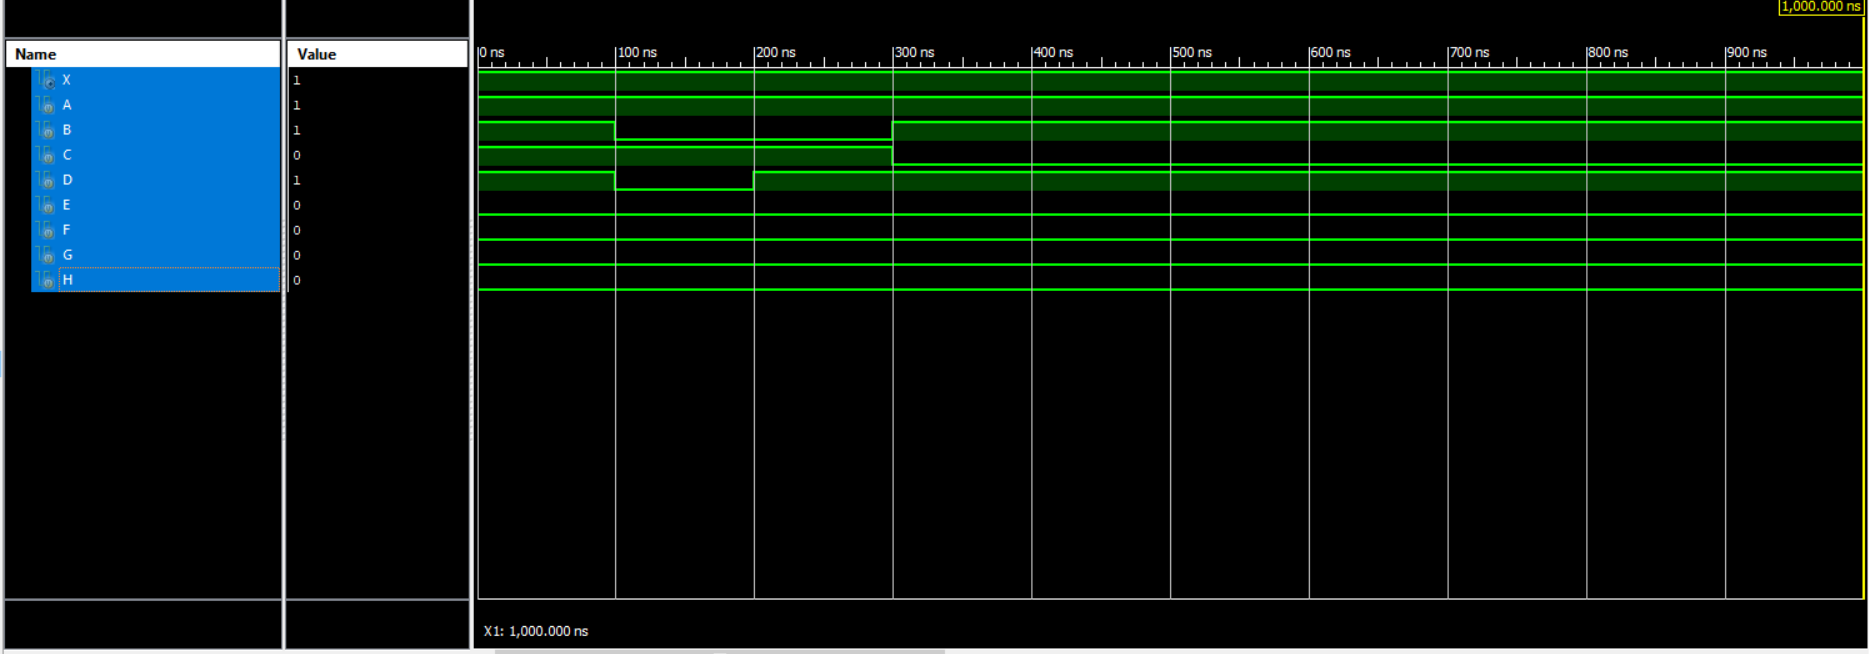 1,000.000 ns
Name Value 0 ns 100 ns 200 ns 300 ns 400 ns 500 ns 600 ns 700 ns 800 ns 900 ns
X 1
A 1
B 1
C 0
D 1
E 0
F 0
G 0
H 0
X1: 1,000.000 ns